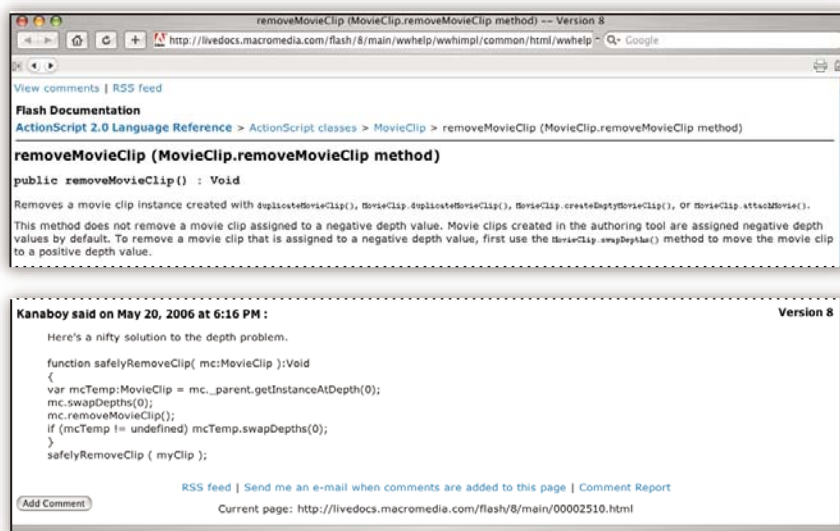 removeMovieClip (MovieClip.removeMovieClip method) -- Version 8
http://livedocs.macromedia.com/flash/8/main/wwhelp/wwhimpl/common/html/wwhelp
Google
View comments | RSS feed
Flash Documentation
ActionScript 2.0 Language Reference > ActionScript classes > MovieClip > removeMovieClip (MovieClip.removeMovieClip method)
removeMovieClip (MovieClip.removeMovieClip method)
public removeMovieClip() : Void
Removes a movie clip instance created with duplicateMovieClip(), MovieClip.duplicateMovieClip(), MovieClip.createEmptyMovieClip(), or MovieClip.attachMovie().
This method does not remove a movie clip assigned to a negative depth value. Movie clips created in the authoring tool are assigned negative depth
values by default. To remove a movie clip that is assigned to a negative depth value, first use the MovieClip.swapDepths() method to move the movie clip
to a positive depth value.
Kanaboy said on May 20, 2006 at 6:16 PM :
Version 8
Here's a nifty solution to the depth problem.
function safelyRemoveClip( mc:MovieClip ):Void
{
var mcTemp:MovieClip = mc._parent.getInstanceAtDepth(0);
mc.swapDepths(0);
mc.removeMovieClip();
if (mcTemp != undefined) mcTemp.swapDepths(0);
}
safelyRemoveClip ( myClip );
RSS feed | Send me an e-mail when comments are added to this page | Comment Report
Add Comment
Current page: http://livedocs.macromedia.com/flash/8/main/00002510.html